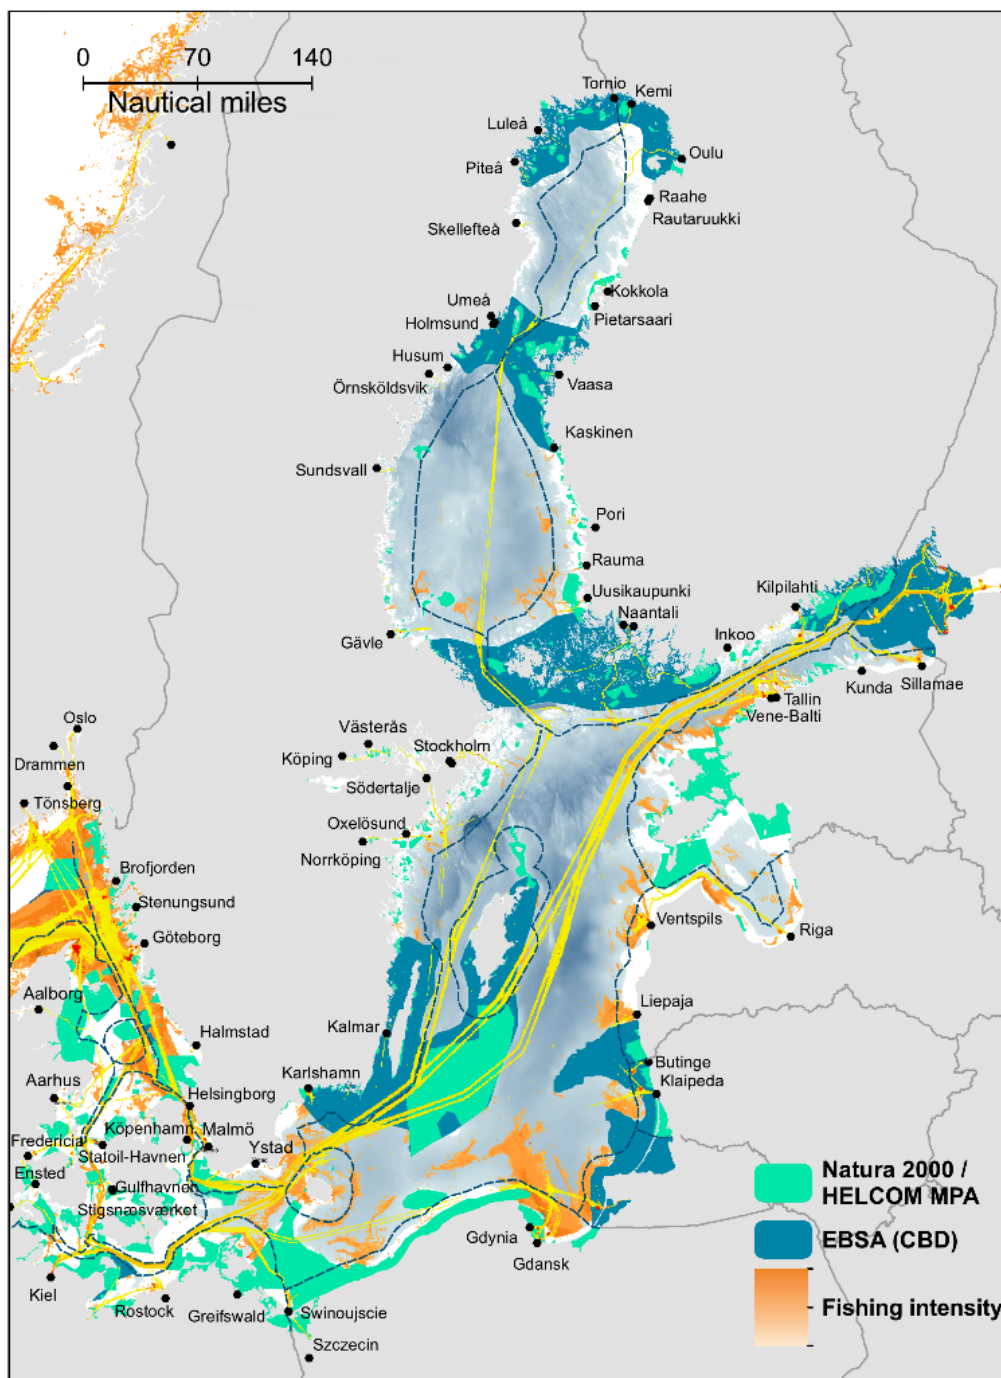 0 70 140
Nautical miles
Tornio
Kemi
Luleå
Oulu
Piteå
Raahe
Rautaruukki
Skellefteå
Kokkola
Umeå
Pietarsaari
Holmsund
Husum
Vaasa
Örnsköldsvik
Kaskinen
Sundsvall
Pori
Rauma
Kilpilahti
Uusikaupunki
Naantali
Gävle
Inkoo
Sillamae
Kunda
Tallin
Vene-Balti
Oslo
Västeräs
Stockholm
Drammen
Köping
Södertalje
Tönsberg
Oxelösund
Norrköping
Brofjorden
Stenungsund
Ventspils
Riga
Göteborg
Aalborg
Liepaja
Halmstad
Kalmar
Butinge
Aarhus
Karlshamn
Klaipeda
Helsingborg
Köpenhamn
Malmö
Fredericia
Statoil-Havnen
Ystad
Ensted
Gulfhavnen
Stigsnæsværket
Gdynia
Gdansk
Kiel
Rostock
Greifswald
Swinoujscie
Szczecin
Natura 2000 /
HELCOM MPA
EBSA (CBD)
Fishing intensity